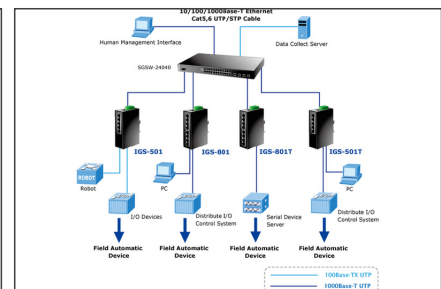 10/100/1000Base-T Ethernet
Cat5,6 UTP/STP Cable
Human Management Interface
Data Collect Server
SGSW-24040
IGS-501
IGS-801
IGS-801T
IGS-501T
ROBOT
Robot
PC
PC
I/O Devices
Distribute I/O
Control System
Serial Device
Server
Distribute I/O
Control System
Field Automatic
Device
Field Automatic
Device
Field Automatic
Device
Field Automatic
Device
100Base-TX UTP
1000Base-T UTP